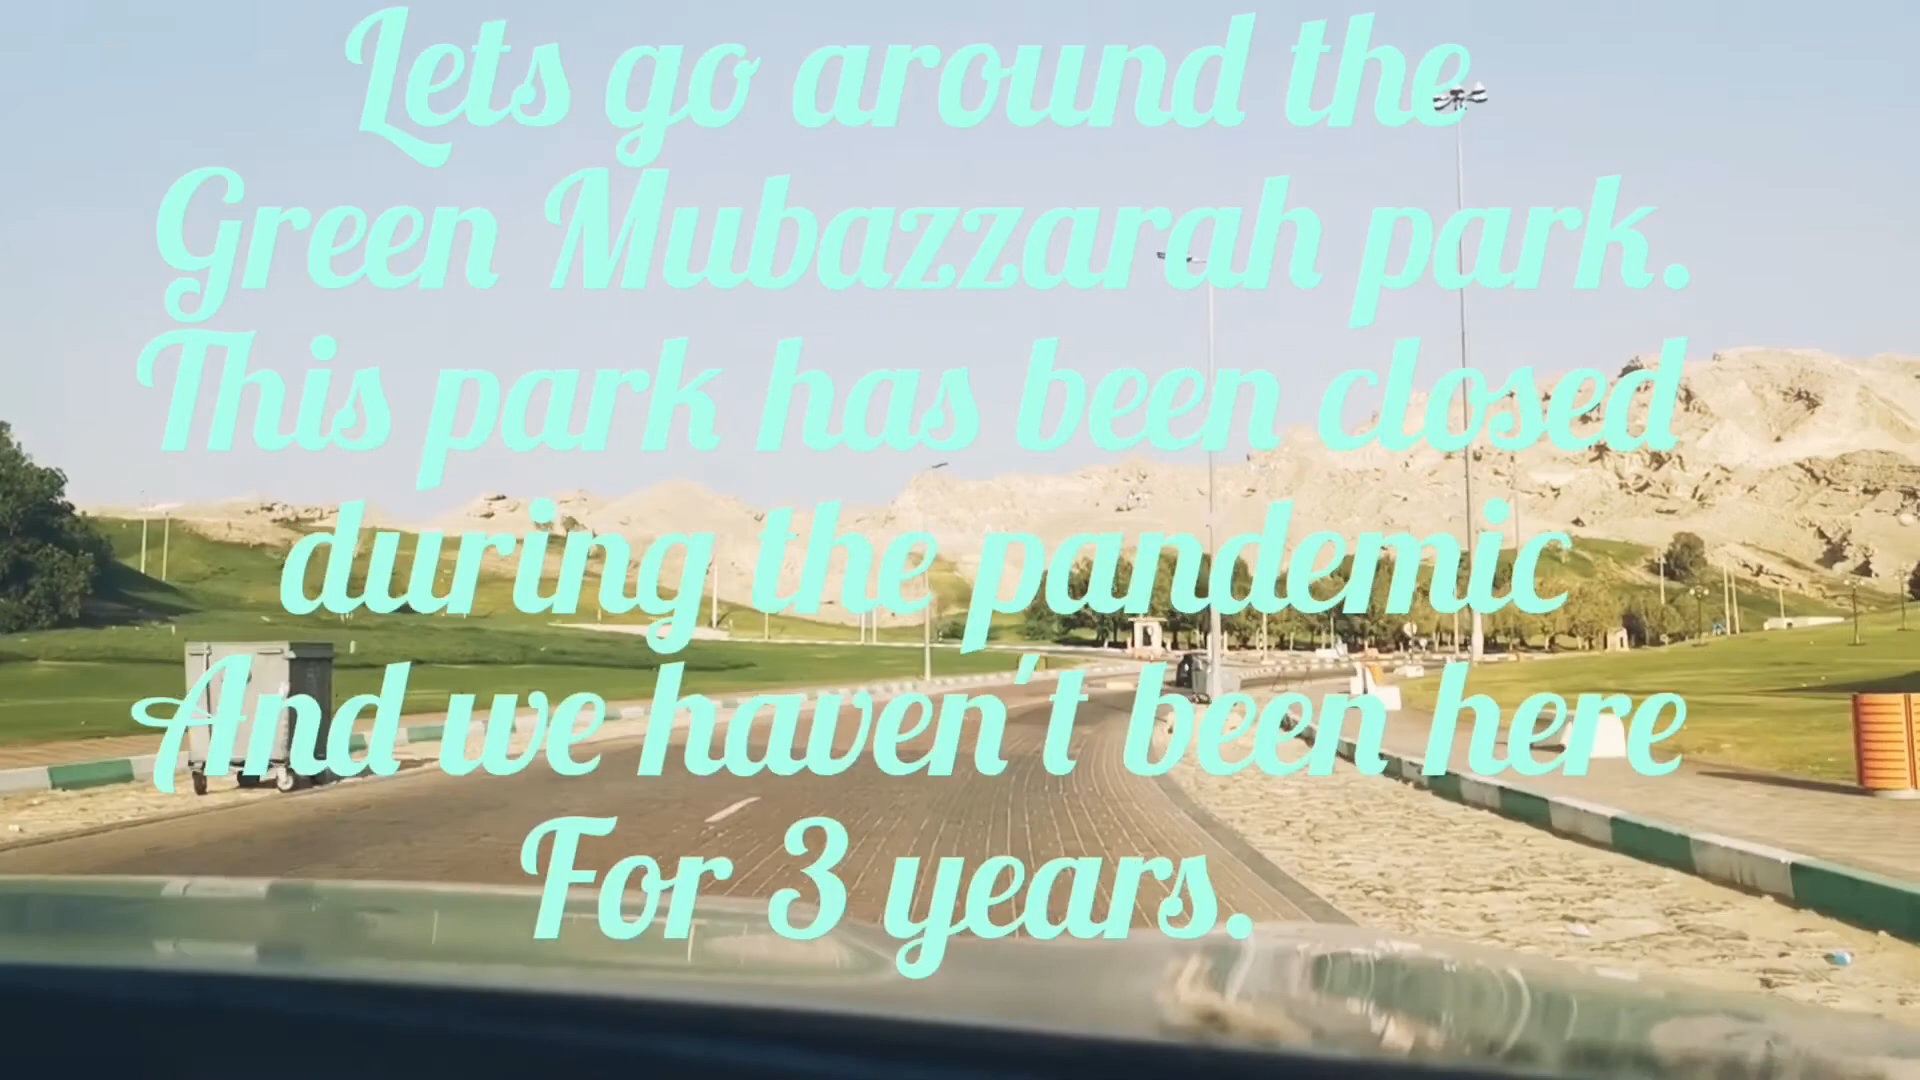 Lets go around the
Green Mubazzarah park.
This park has been closed
during the pandemic
And we haven't been here
For 3 years.